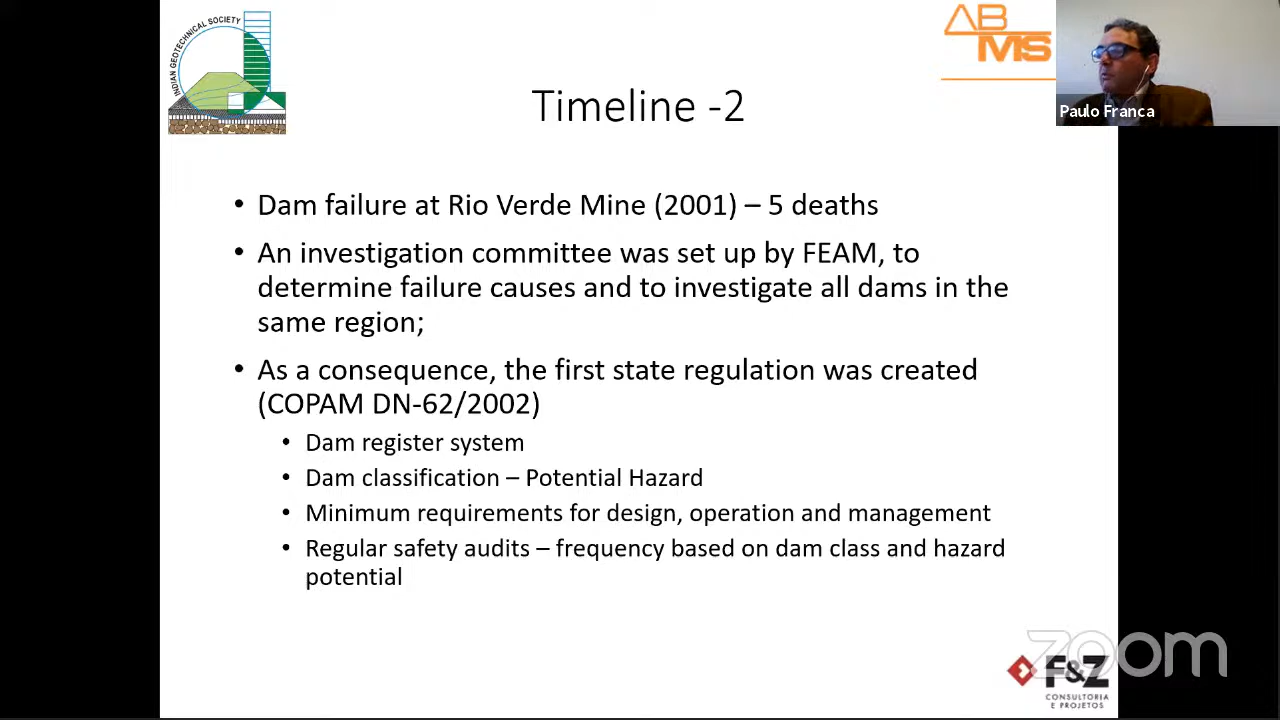 INDIAN GEOTECHNICAL SOCIETY
ABMS
Paulo Franca
Timeline -2
• Dam failure at Rio Verde Mine (2001) – 5 deaths
• An investigation committee was set up by FEAM, to
determine failure causes and to investigate all dams in the
same region;
• As a consequence, the first state regulation was created
(COPAM DN-62/2002)
• Dam register system
• Dam classification – Potential Hazard
• Minimum requirements for design, operation and management
• Regular safety audits – frequency based on dam class and hazard
potential
zoom
F&Z
CONSULTORIA
E PROJETOS